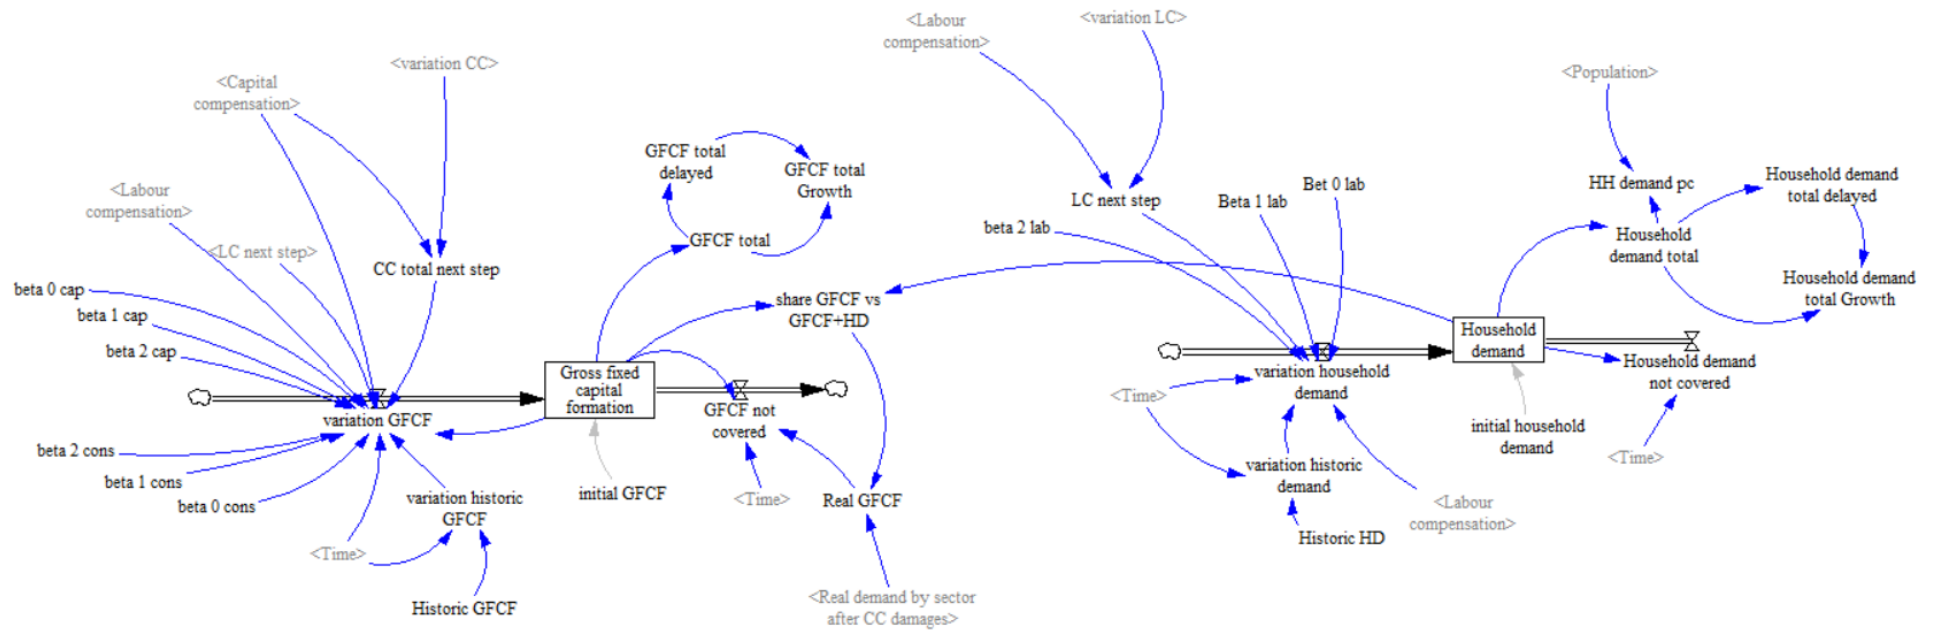 <Labour
compensation>
<variation LC>
<variation CC>
<Capital
compensation>
<Population>
GFCF total
delayed
GFCF total
Growth
<Labour
compensation>
LC next step
Beta 1 lab
Bet 0 lab
HH demand pc
Household demand
total delayed
beta 2 lab
<LC next step>
GFCF total
Household
demand total
CC total next step
Household demand
total Growth
beta 0 cap
beta 1 cap
beta 2 cap
share GFCF vs
GFCF+HD
Household
demand
Gross fixed
capital
formation
variation household
demand
Household demand
not covered
<Time>
variation GFCF
GFCF not
covered
initial household
demand
<Time>
beta 2 cons
beta 1 cons
beta 0 cons
variation historic
GFCF
initial GFCF
<Time>
Real GFCF
variation historic
demand
<Labour
compensation>
Historic HD
<Time>
Historic GFCF
<Real demand by sector
after CC damages>